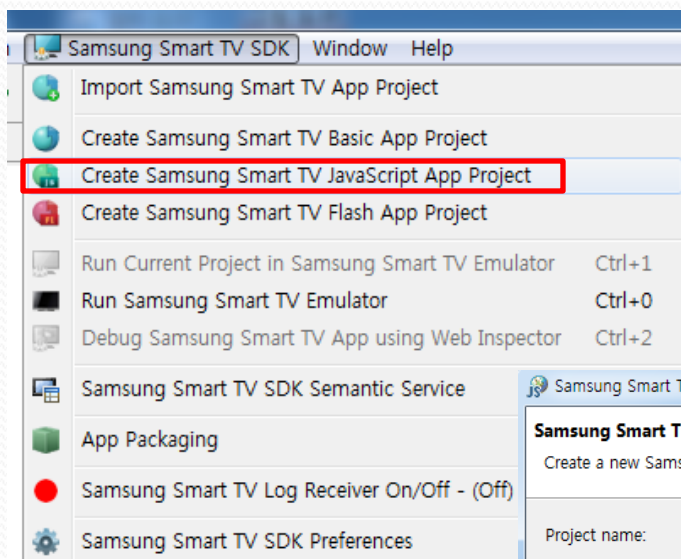 Samsung Smart TV SDK Window Help
Import Samsung Smart TV App Project
Create Samsung Smart TV Basic App Project
Create Samsung Smart TV JavaScript App Project
Create Samsung Smart TV Flash App Project
Run Current Project in Samsung Smart TV Emulator Ctrl+1
Run Samsung Smart TV Emulator Ctrl+0
Debug Samsung Smart TV App using Web Inspector Ctrl+2
Samsung Smart TV SDK Semantic Service
App Packaging
Samsung Smart TV Log Receiver On/Off - (Off)
Samsung Smart TV SDK Preferences
Samsung Smart
Samsung Smart
Create a new
Project name: